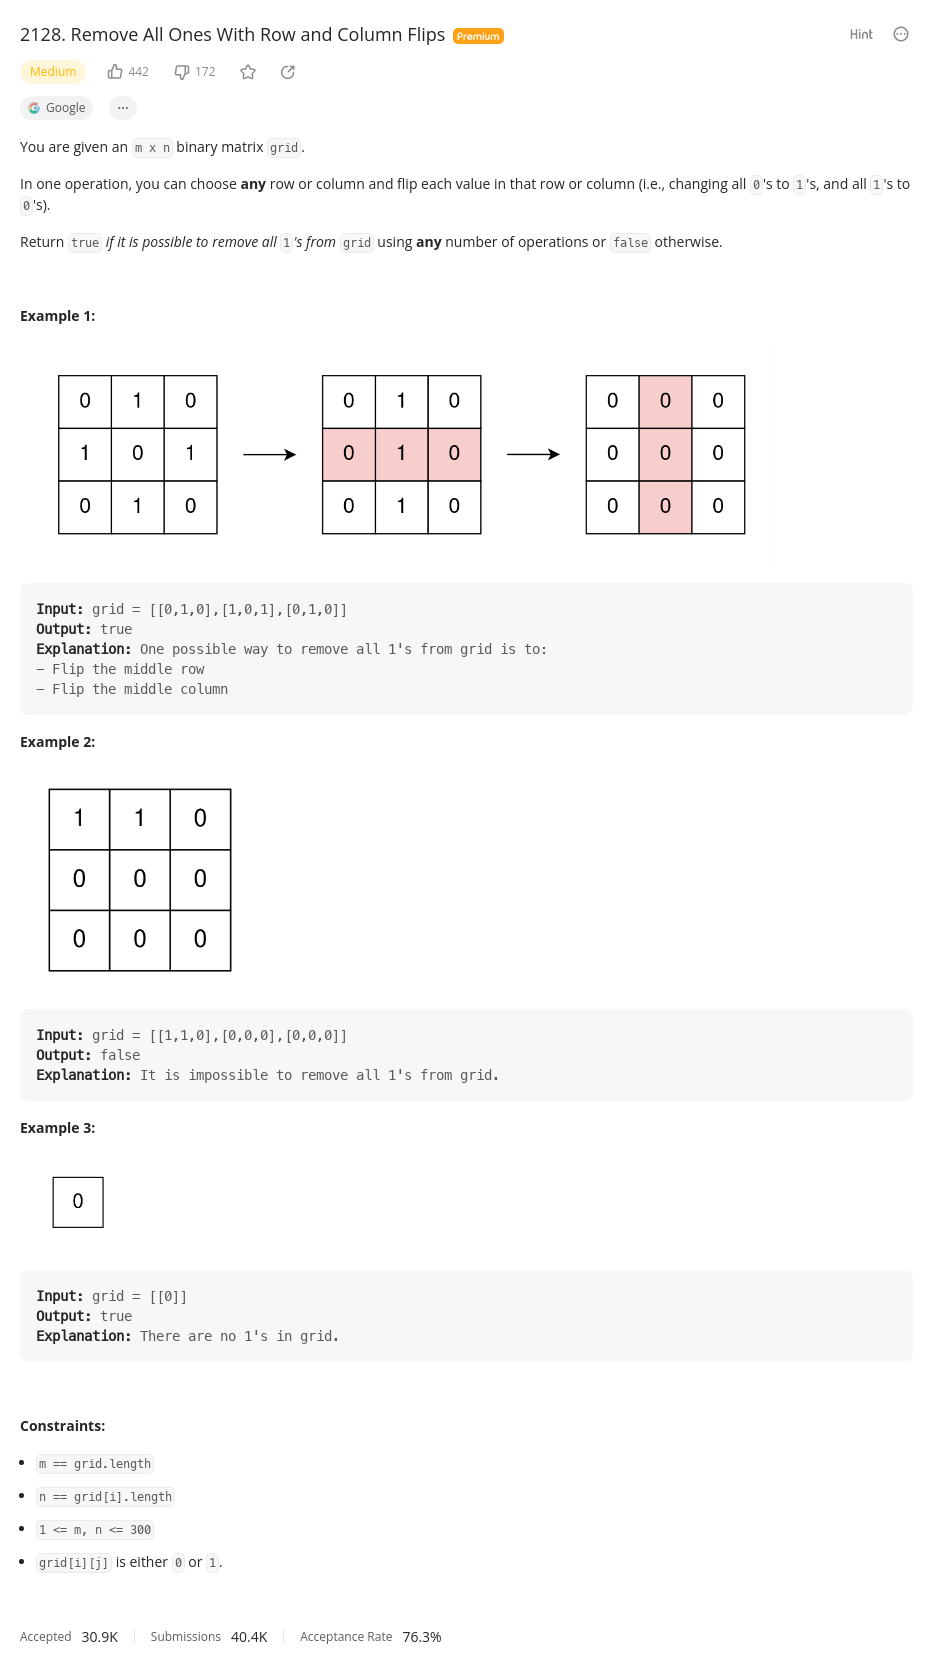 2128. Remove All Ones With Row and Column Flips Premium Hint
Medium 442 172
Google ...
You are given an m x n binary matrix grid.
In one operation, you can choose any row or column and flip each value in that row or column (i.e., changing all 0's to 1's, and all 1's to
0's).
Return true if it is possible to remove all 1's from grid using any number of operations or false otherwise.
Example 1:
0 1 0 0 1 0 0 0 0
1 0 1 0 1 0 0 0 0
0 1 0 0 1 0 0 0 0
Input: grid = [[0,1,0],[1,0,1],[0,1,0]]
Output: true
Explanation: One possible way to remove all 1's from grid is to:
– Flip the middle row
– Flip the middle column
Example 2:
1 1 0
0 0 0
0 0 0
Input: grid = [[1,1,0],[0,0,0],[0,0,0]]
Output: false
Explanation: It is impossible to remove all 1's from grid.
Example 3:
0
Input: grid = [[0]]
Output: true
Explanation: There are no 1's in grid.
Constraints:
• m == grid.length
• n == grid[i].length
• 1 <= m, n <= 300
• grid[i][j] is either 0 or 1.
Accepted 30.9K Submissions 40.4K Acceptance Rate 76.3%